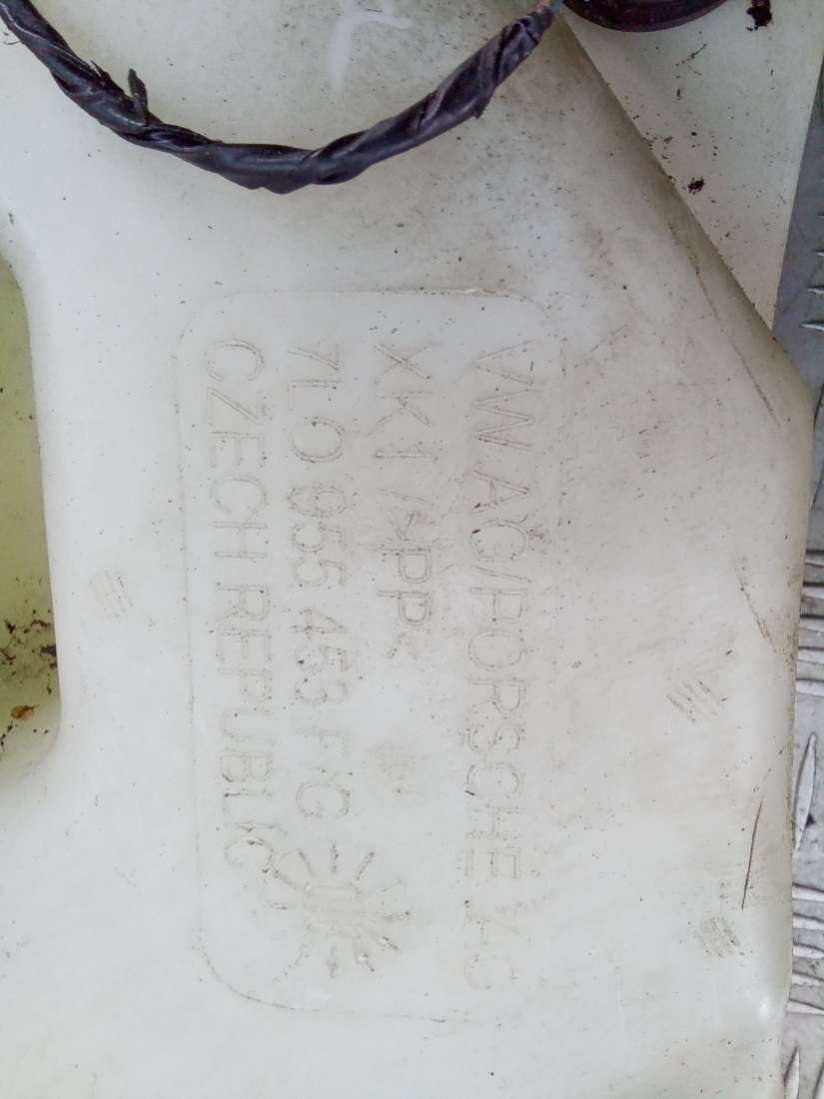 VW AG/PORSCHE AG
XK1 >PP<
7L0 955 453 F/G
CZECH REPUBLIC